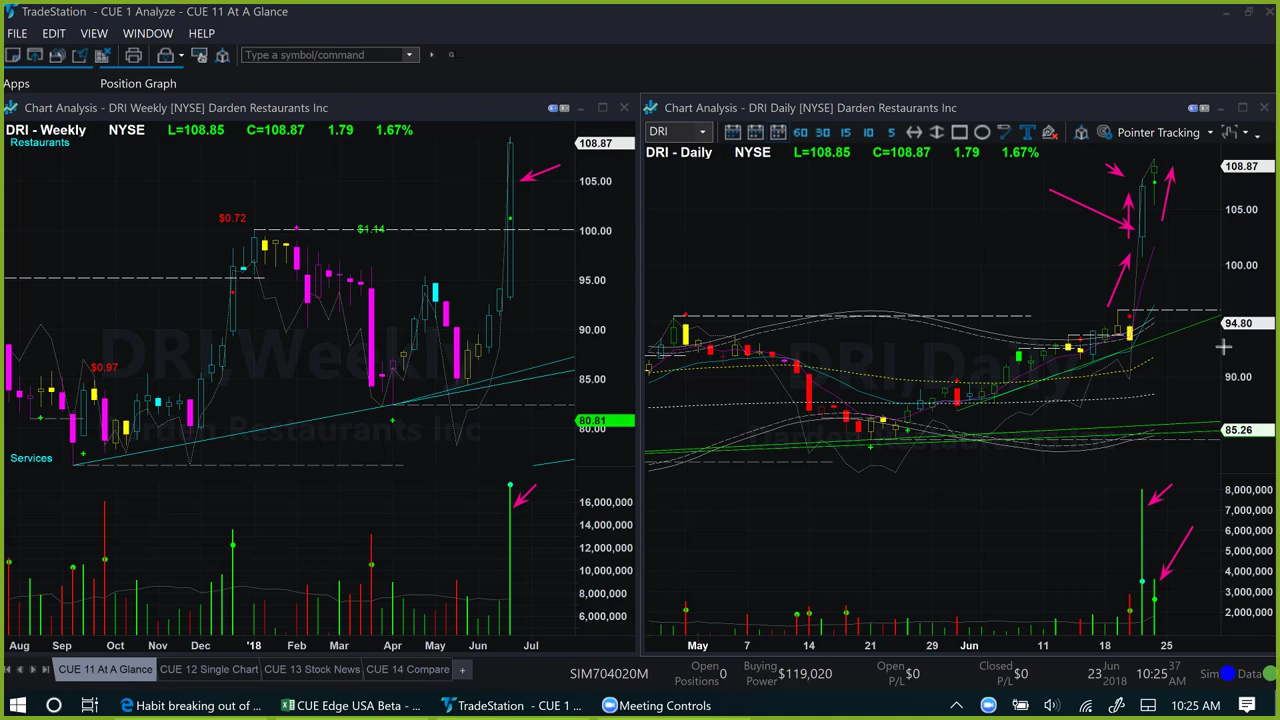 TradeStation - CUE 1 Analyze - CUE 11 At A Glance
FILE EDIT VIEW WINDOW HELP
Type a symbol/command
Apps Position Graph
Chart Analysis - DRI Weekly [NYSE] Darden Restaurants Inc
DRI - Weekly NYSE L=108.85 C=108.87 1.79 1.67%
Restaurants
108.87
105.00
$0.72
$1.14
100.00
95.00
90.00
$0.97
85.00
80.81
80.00
DRI,Weekly
Services
16,000,000
14,000,000
12,000,000
10,000,000
8,000,000
6,000,000
Aug Sep Oct Nov Dec '18 Feb Mar Apr May Jun Jul
Chart Analysis - DRI Daily [NYSE] Darden Restaurants Inc
DRI 60 30 15 10 5 Pointer Tracking
DRI - Daily NYSE L=108.85 C=108.87 1.79 1.67%
108.87
105.00
100.00
94.80
90.00
85.26
8,000,000
7,000,000
6,000,000
5,000,000
4,000,000
3,000,000
2,000,000
May 7 14 21 29 Jun 11 18 25
CUE 11 At A Glance CUE 12 Single Chart CUE 13 Stock News CUE 14 Compare +
SIM704020M Open Positions 0 Buying Power $119,020 Open P/L $0 Closed P/L $0 Jun 23 2018 10:25:37 AM Sim Data
Habit breaking out of ... CUE Edge USA Beta - ... TradeStation - CUE 1 ... Meeting Controls 10:25 AM